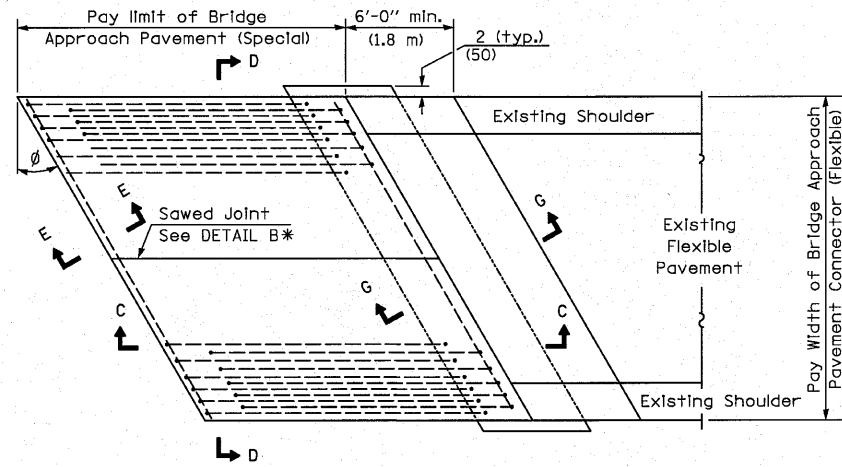 Pay limit of Bridge
Approach Pavement (Special)
6'-0" min.
(1.8 m)
2 (typ.)
(50)
D
Existing Shoulder
ø
E
E
Sawed Joint
See DETAIL B*
G
Existing
Flexible
Pavement
G
C
C
Existing Shoulder
D
Pay Width of Bridge Approach
Pavement Connector (Flexible)